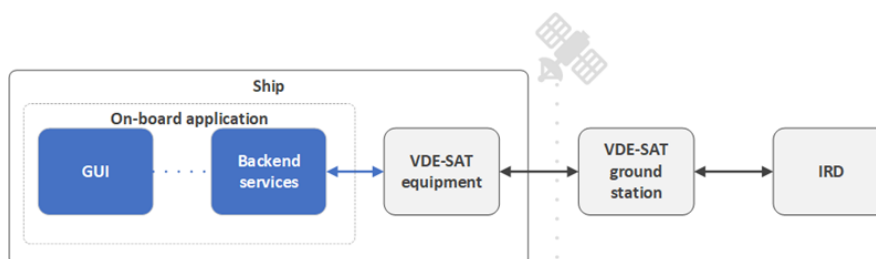 Ship
On-board application
GUI
Backend
services
VDE-SAT
equipment
VDE-SAT
ground
station
IRD